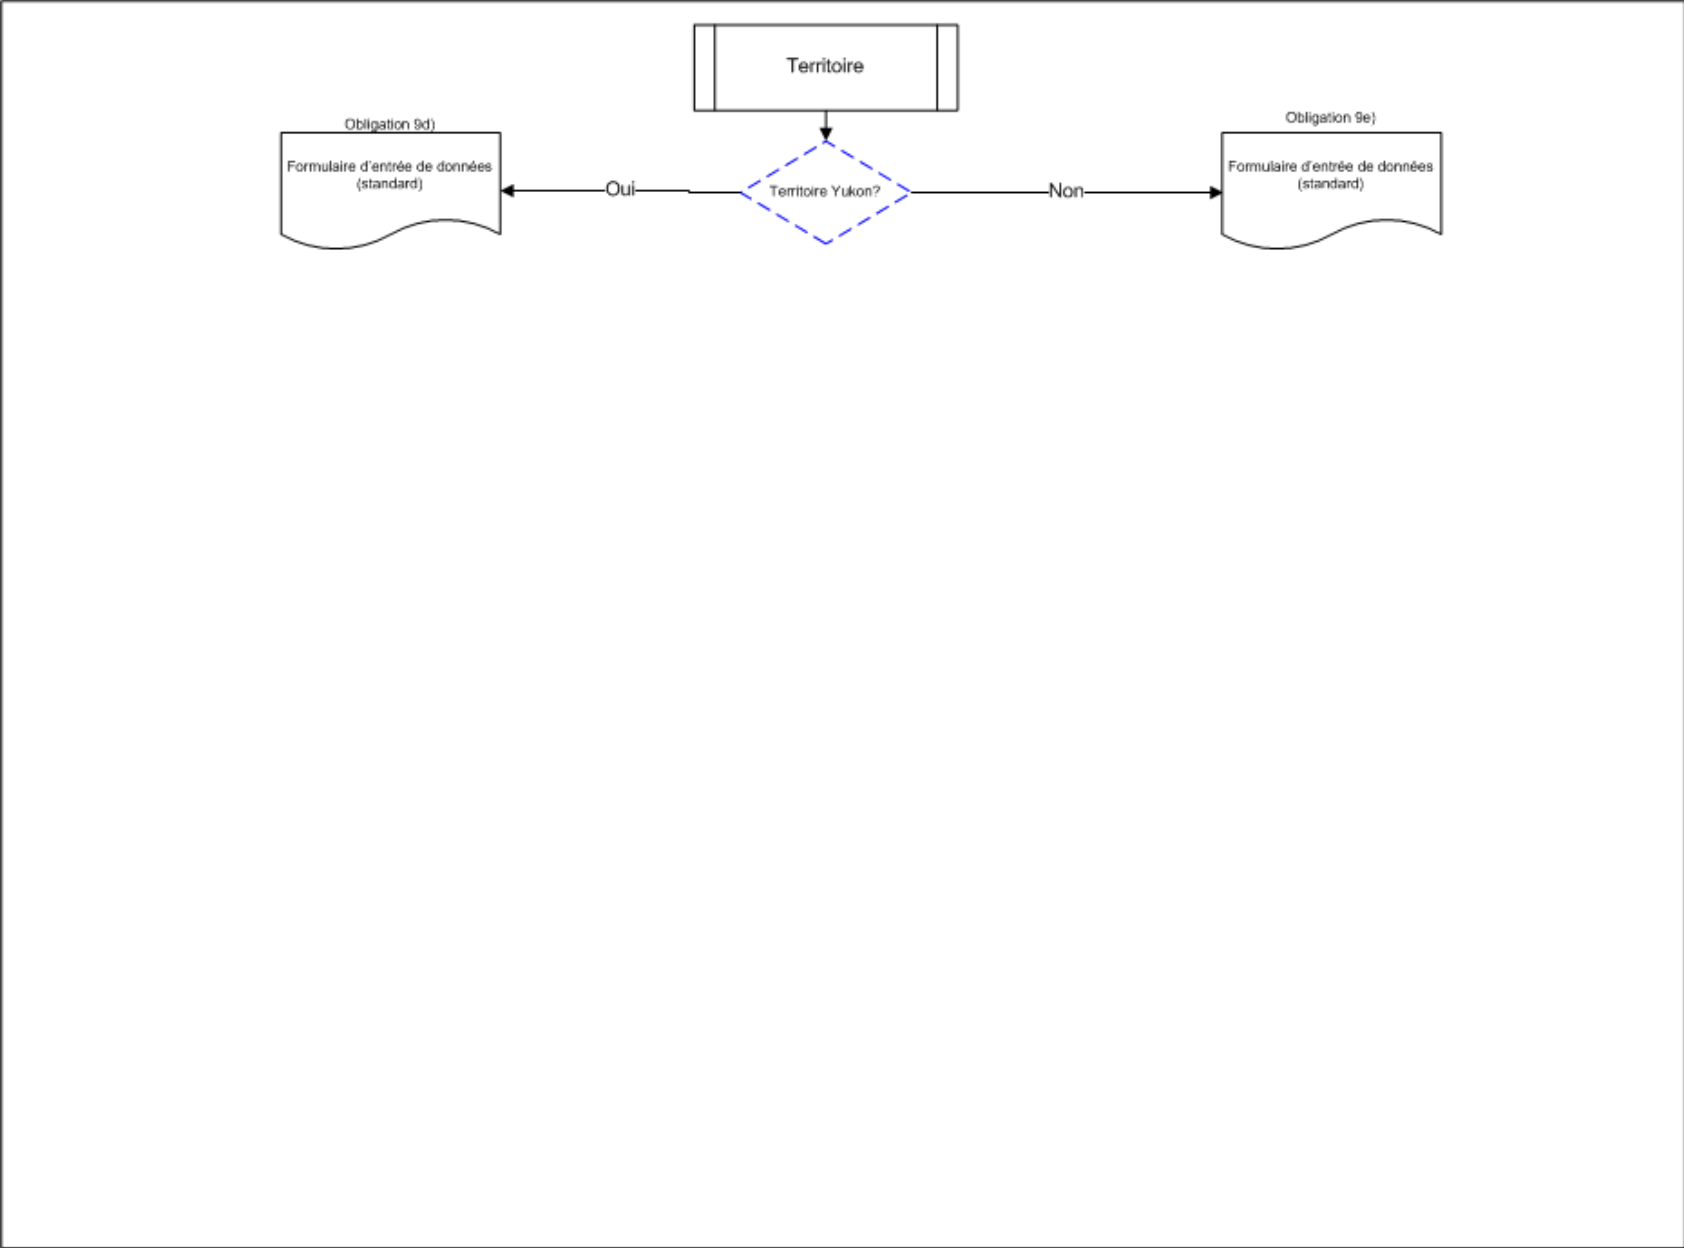 Territoire
Obligation 9d)
Formulaire d'entrée de données
(standard)
Oui
Territoire Yukon?
Non
Obligation 9e)
Formulaire d'entrée de données
(standard)